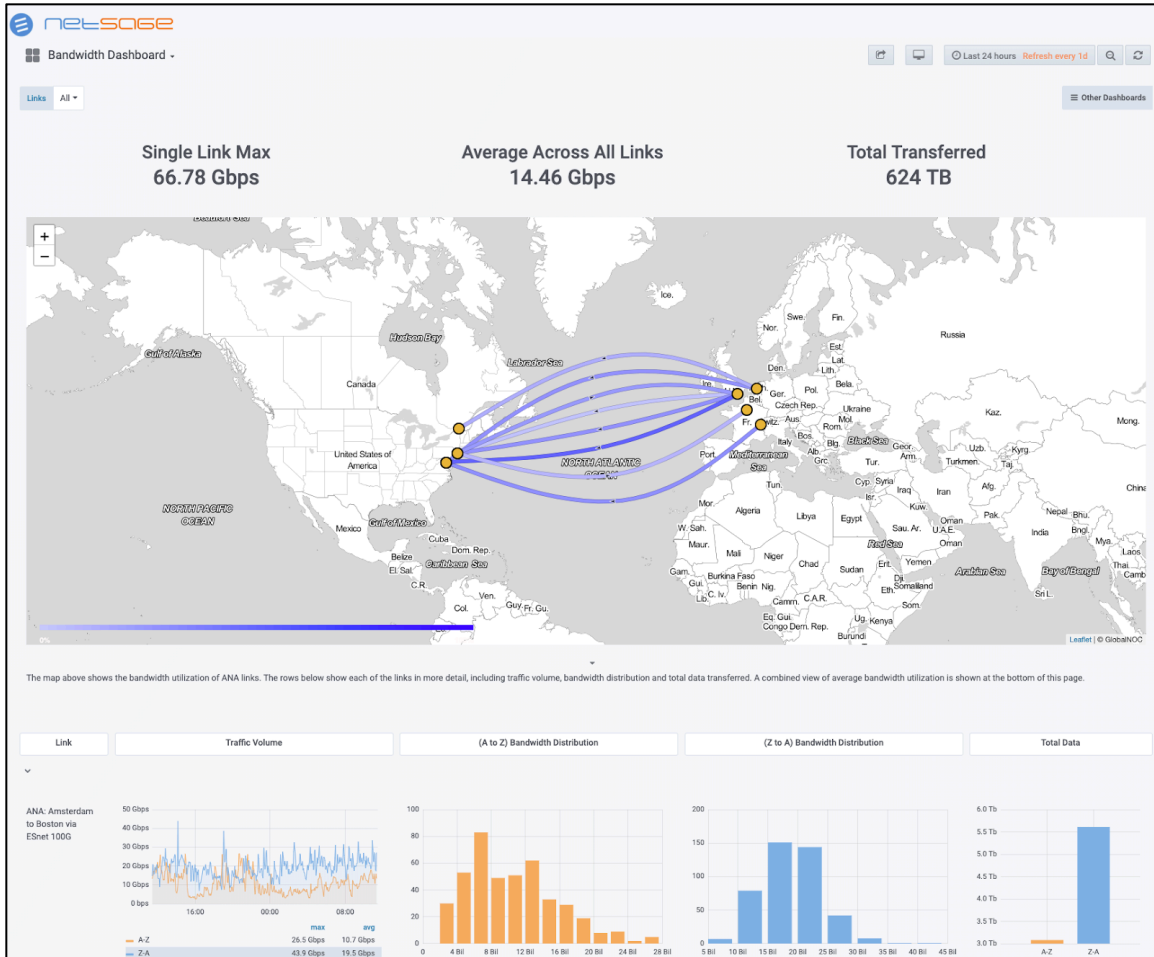 netsage
Bandwidth Dashboard
Last 24 hours Refresh every 1d
Links All
Other Dashboards
Single Link Max
66.78 Gbps
Average Across All Links
14.46 Gbps
Total Transferred
624 TB
+
−
Beaufort Sea
Ice.
Swe.
Fin.
Nor.
Russia
Hudson Bay
Gulf of Alaska
Labrador Sea
Est.
Lat.
Lith.
Den.
Canada
Ire.
Ger.
Pol.
Bela.
Bel.
Czech Rep.
Ukraine
Kaz.
Mong.
Fr.
Aus.
Mol.
Rom.
United States of
America
Italy
Bos.
Blg.
Black Sea
Geor.
Arm.
Uzb.
Kyrg.
Port.
Mediterranean
Sea
Alb.
Grc.
Tur.
Turkmen.
Taj.
NORTH ATLANTIC
OCEAN
Tun.
Cyp.
Syria
Isr.
Iraq
Iran
Afg.
China
NORTH PACIFIC
OCEAN
Mor.
Algeria
Libya
Egypt
Kuw.
Pak.
Nepal
Bhu.
Mexico
Gulf of Mexico
Cuba
W. Sah.
Sau. Ar.
U.A.E.
Oman
India
Bngl.
Mya.
Dom. Rep.
Maur.
Mali
Niger
Chad
Sudan
Red Sea
Oman
Laos
Belize
El. Sal.
Caribbean Sea
Gam.
Gui.
Burkina Faso
Benin
Nig.
Erit.
Yemen
Dji.
Somaliand
Arabian Sea
Bay of Bengal
Thai.
Camb
C.R.
Ven.
Guy.
Fr. Gu.
Lib.
C. Iv.
Camm.
C.A.R.
Eth.
Som.
Sri L.
Col.
Eq. Gui.
Congo
Dem. Rep.
Ug.
Kenya
Burundi
Leaflet | © GlobalNOC
The map above shows the bandwidth utilization of ANA links. The rows below show each of the links in more detail, including traffic volume, bandwidth distribution and total data transferred. A combined view of average bandwidth utilization is shown at the bottom of this page.
Link
Traffic Volume
(A to Z) Bandwidth Distribution
(Z to A) Bandwidth Distribution
Total Data
ANA: Amsterdam
to Boston via
ESnet 100G
50 Gbps
40 Gbps
30 Gbps
20 Gbps
10 Gbps
0 bps
16:00 00:00 08:00
max avg
A-Z 26.5 Gbps 10.7 Gbps
Z-A 43.9 Gbps 19.5 Gbps
100
80
60
40
20
0
0 4 Bil 8 Bil 12 Bil 16 Bil 20 Bil 24 Bil 28 Bil
200
150
100
50
0
5 Bil 10 Bil 15 Bil 20 Bil 25 Bil 30 Bil 35 Bil 40 Bil 45 Bil
6.0 Tb
5.5 Tb
5.0 Tb
4.5 Tb
4.0 Tb
3.5 Tb
3.0 Tb
A-Z Z-A